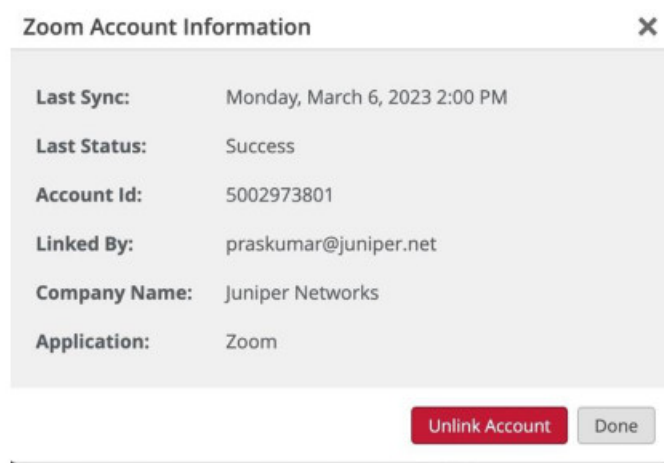 Zoom Account Information
Last Sync: Monday, March 6, 2023 2:00 PM
Last Status: Success
Account Id: 5002973801
Linked By: praskumar@juniper.net
Company Name: Juniper Networks
Application: Zoom
Unlink Account Done